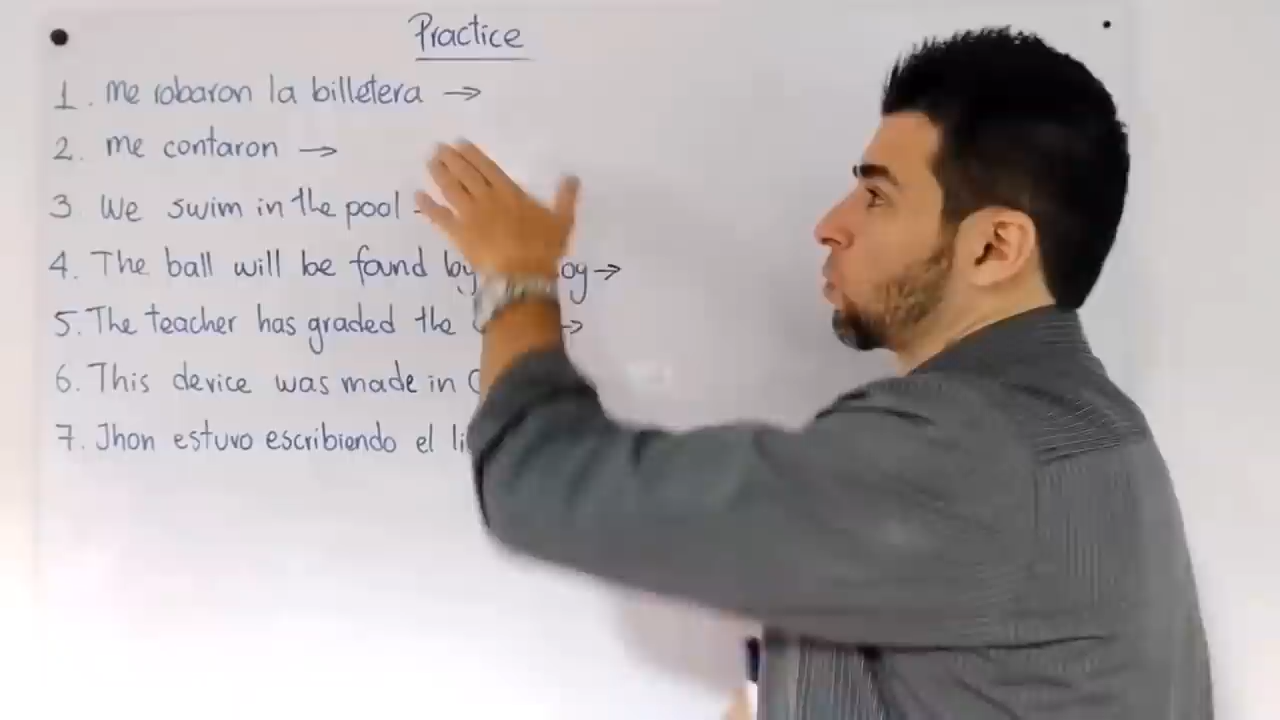 Practice
1. me robaron la billetera →
2. me contaron →
3 We swim in the pool
4. The ball will be found by →
5. The teacher has graded the →
6. This device was made in
7. Jhon estuvo escribiendo el